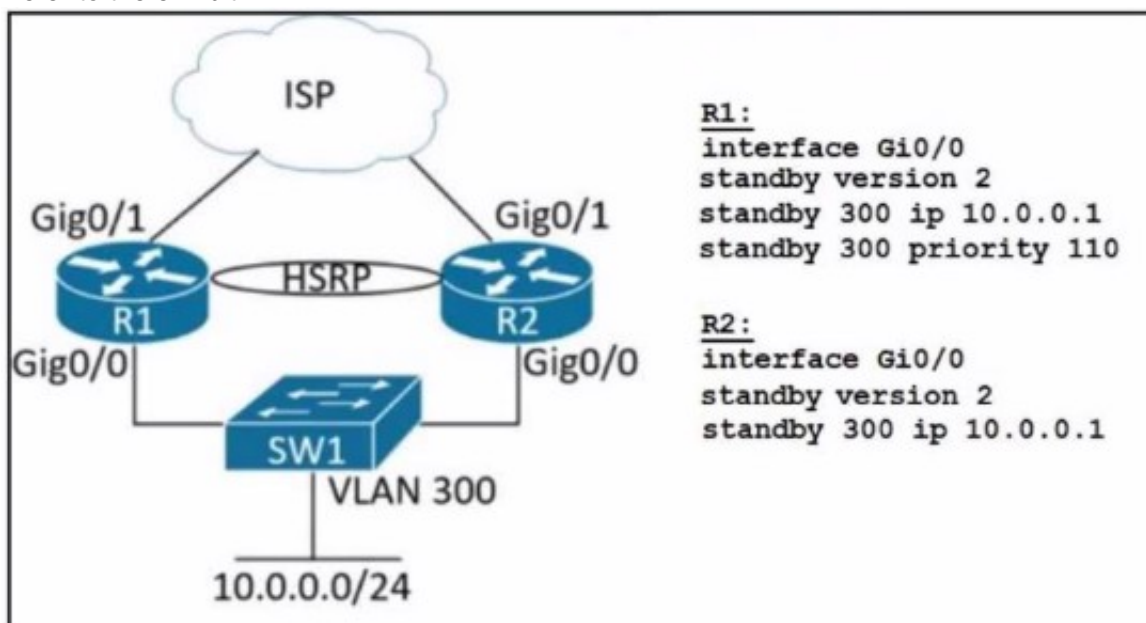 ISP
Gig0/1
Gig0/1
HSRP
R1
R2
Gig0/0
Gig0/0
SW1
VLAN 300
10.0.0.0/24
R1:
interface Gi0/0
standby version 2
standby 300 ip 10.0.0.1
standby 300 priority 110
R2:
interface Gi0/0
standby version 2
standby 300 ip 10.0.0.1